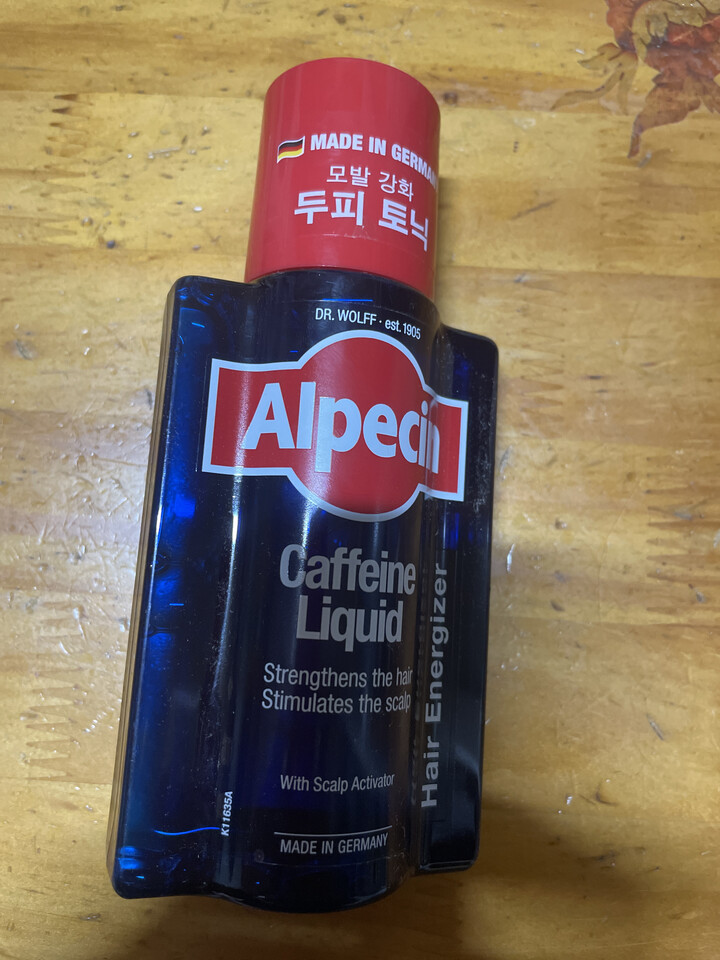 MADE IN GERMAN
모발 강화
두피 토닉
DR. WOLFF · est. 1905
Alpecin
Caffeine
Liquid
Strengthens the hair
Stimulates the scalp
With Scalp Activator
MADE IN GERMANY
K11635A
Hair Energizer